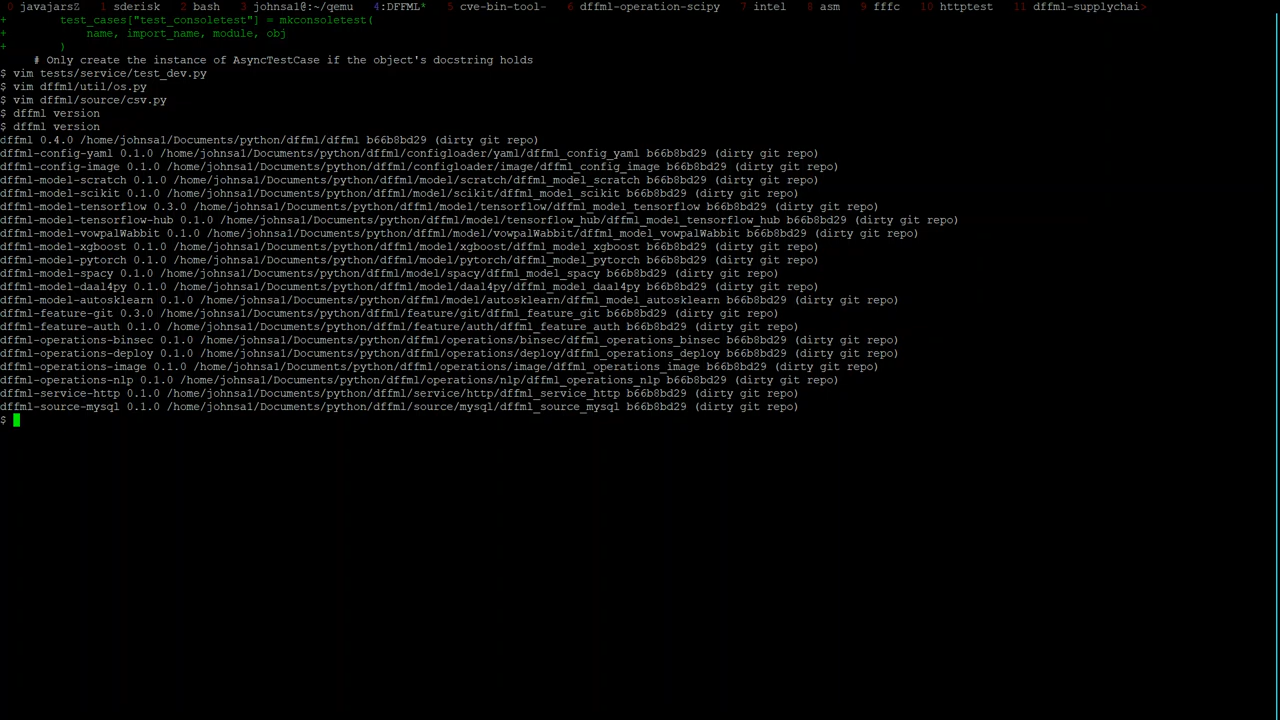 0 javajarsZ 1 sderisk 2 bash 3 johnsa1@:~/qemu 4:DFFML* 5 cve-bin-tool- 6 dffml-operation-scipy 7 intel 8 asm 9 fffc 10 httptest 11 dffml-supplychai>
+ test_cases["test_consoletest"] = mkconsoletest(
+ name, import_name, module, obj
+ )
# Only create the instance of AsyncTestCase if the object's docstring holds
$ vim tests/service/test_dev.py
$ vim dffml/util/os.py
$ vim dffml/source/csv.py
$ dffml version
$ dffml version
dffml 0.4.0 /home/johnsa1/Documents/python/dffml/dffml b66b8bd29 (dirty git repo)
dffml-config-yaml 0.1.0 /home/johnsa1/Documents/python/dffml/configloader/yaml/dffml_config_yaml b66b8bd29 (dirty git repo)
dffml-config-image 0.1.0 /home/johnsa1/Documents/python/dffml/configloader/image/dffml_config_image b66b8bd29 (dirty git repo)
dffml-model-scratch 0.1.0 /home/johnsa1/Documents/python/dffml/model/scratch/dffml_model_scratch b66b8bd29 (dirty git repo)
dffml-model-scikit 0.1.0 /home/johnsa1/Documents/python/dffml/model/scikit/dffml_model_scikit b66b8bd29 (dirty git repo)
dffml-model-tensorflow 0.3.0 /home/johnsa1/Documents/python/dffml/model/tensorflow/dffml_model_tensorflow b66b8bd29 (dirty git repo)
dffml-model-tensorflow-hub 0.1.0 /home/johnsa1/Documents/python/dffml/model/tensorflow_hub/dffml_model_tensorflow_hub b66b8bd29 (dirty git repo)
dffml-model-vowpalWabbit 0.1.0 /home/johnsa1/Documents/python/dffml/model/vowpalWabbit/dffml_model_vowpalWabbit b66b8bd29 (dirty git repo)
dffml-model-xgboost 0.1.0 /home/johnsa1/Documents/python/dffml/model/xgboost/dffml_model_xgboost b66b8bd29 (dirty git repo)
dffml-model-pytorch 0.1.0 /home/johnsa1/Documents/python/dffml/model/pytorch/dffml_model_pytorch b66b8bd29 (dirty git repo)
dffml-model-spacy 0.1.0 /home/johnsa1/Documents/python/dffml/model/spacy/dffml_model_spacy b66b8bd29 (dirty git repo)
dffml-model-daal4py 0.1.0 /home/johnsa1/Documents/python/dffml/model/daal4py/dffml_model_daal4py b66b8bd29 (dirty git repo)
dffml-model-autosklearn 0.1.0 /home/johnsa1/Documents/python/dffml/model/autosklearn/dffml_model_autosklearn b66b8bd29 (dirty git repo)
dffml-feature-git 0.3.0 /home/johnsa1/Documents/python/dffml/feature/git/dffml_feature_git b66b8bd29 (dirty git repo)
dffml-feature-auth 0.1.0 /home/johnsa1/Documents/python/dffml/feature/auth/dffml_feature_auth b66b8bd29 (dirty git repo)
dffml-operations-binsec 0.1.0 /home/johnsa1/Documents/python/dffml/operations/binsec/dffml_operations_binsec b66b8bd29 (dirty git repo)
dffml-operations-deploy 0.1.0 /home/johnsa1/Documents/python/dffml/operations/deploy/dffml_operations_deploy b66b8bd29 (dirty git repo)
dffml-operations-image 0.1.0 /home/johnsa1/Documents/python/dffml/operations/image/dffml_operations_image b66b8bd29 (dirty git repo)
dffml-operations-nlp 0.1.0 /home/johnsa1/Documents/python/dffml/operations/nlp/dffml_operations_nlp b66b8bd29 (dirty git repo)
dffml-service-http 0.1.0 /home/johnsa1/Documents/python/dffml/service/http/dffml_service_http b66b8bd29 (dirty git repo)
dffml-source-mysql 0.1.0 /home/johnsa1/Documents/python/dffml/source/mysql/dffml_source_mysql b66b8bd29 (dirty git repo)
$